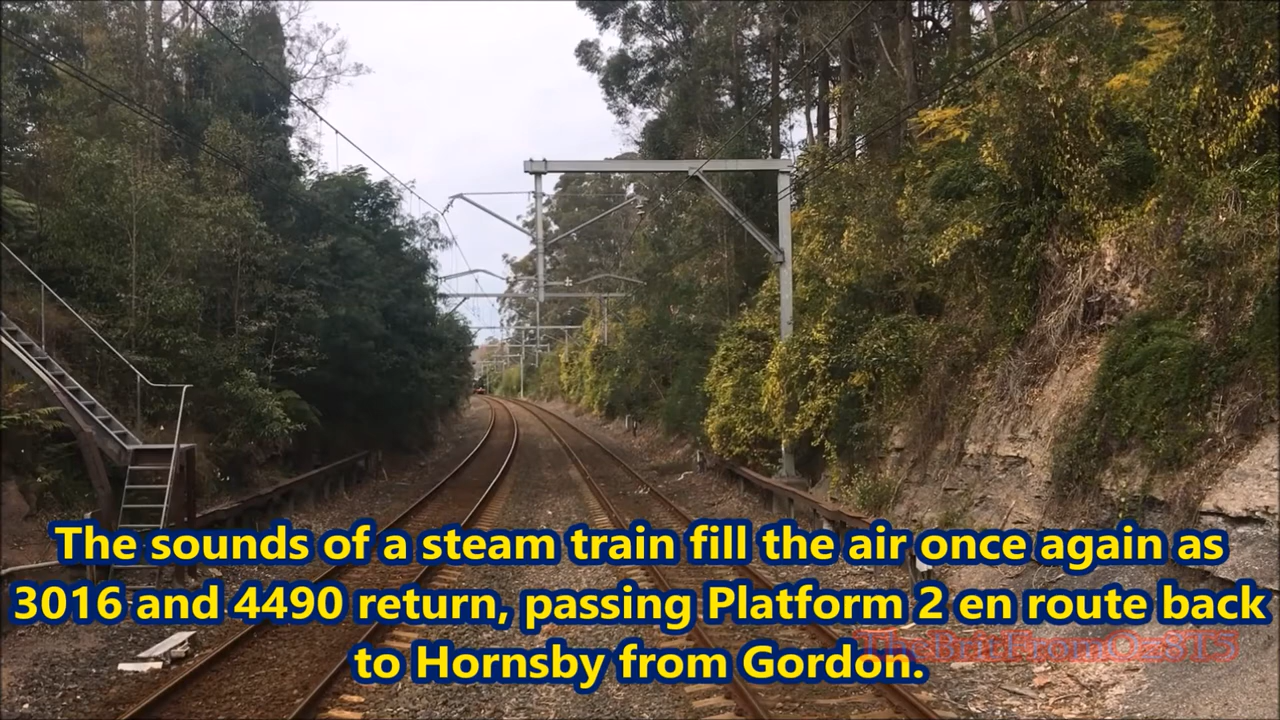 The sounds of a steam train fill the air once again as
3016 and 4490 return, passing Platform 2 en route back
to Hornsby from Gordon.
TheBritFromOzST5